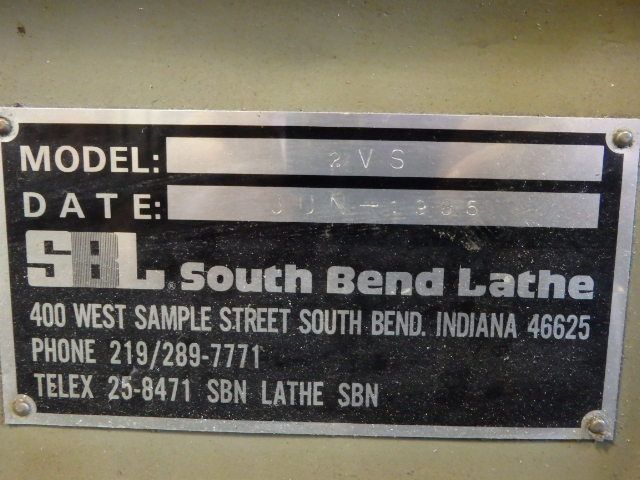 MODEL: 2VS
DATE: JUN-1985
SBL® South Bend Lathe
400 WEST SAMPLE STREET SOUTH BEND. INDIANA 46625
PHONE 219/289-7771
TELEX 25-8471 SBN LATHE SBN